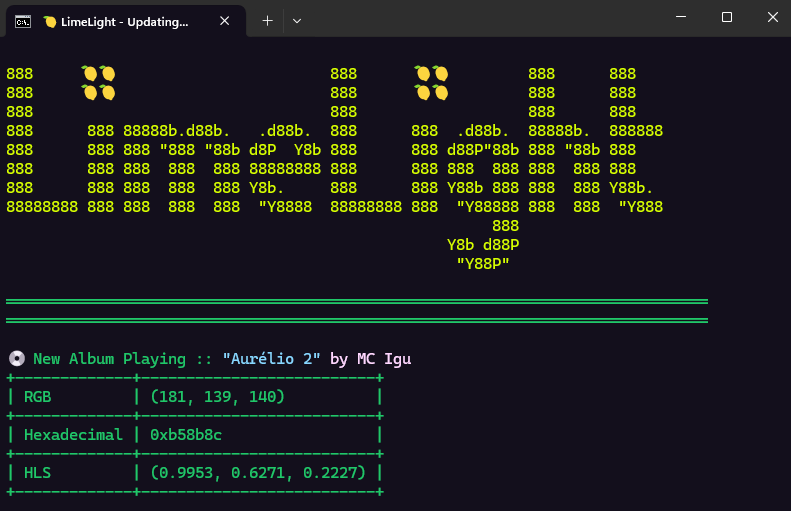 🍋 LimeLight - Updating...
888     🍋🍋                        888      🍋🍋         888      888
888     🍋🍋                        888      🍋🍋         888      888
888                                 888                   888      888
888      888 88888b.d88b.   .d88b.  888      888  .d88b.  88888b.  888888
888      888 888 "888 "88b d8P  Y8b 888      888 d88P"88b 888 "88b 888
888      888 888  888  888 88888888 888      888 888  888 888  888 888
888      888 888  888  888 Y8b.     888      888 Y88b 888 888  888 Y88b.
88888888 888 888  888  888  "Y8888  88888888 888  "Y88888 888  888  "Y888
                                                      888
                                                 Y8b d88P
                                                  "Y88P"
💿 New Album Playing :: "Aurélio 2" by MC Igu
+-------------+--------------------------+
| RGB         | (181, 139, 140)          |
+-------------+--------------------------+
| Hexadecimal | 0xb58b8c                 |
+-------------+--------------------------+
| HLS         | (0.9953, 0.6271, 0.2227) |
+-------------+--------------------------+